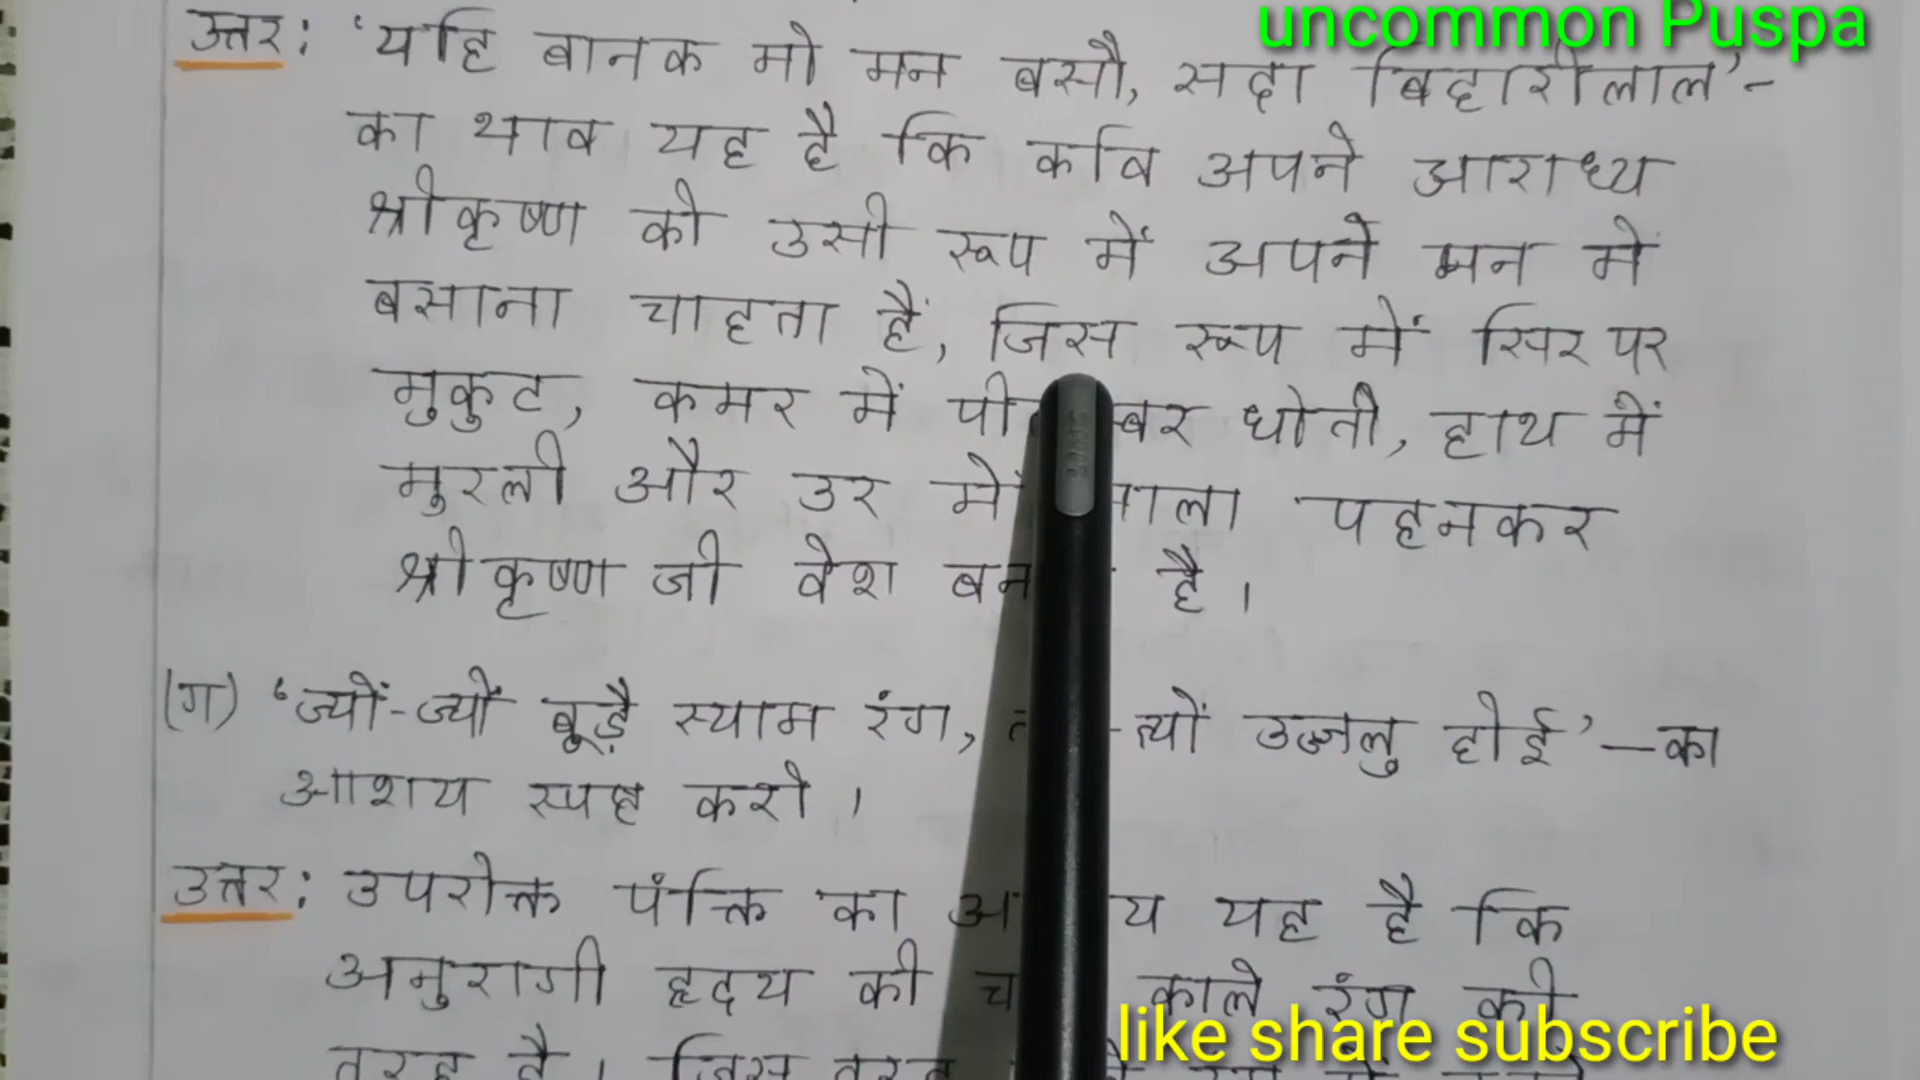 uncommon Puspa
उत्तर: 'यहि बानक मो मन बसौ, सदा बिहारीलाल'-
का भाव यह है कि कवि अपने आराध्य
श्रीकृष्ण को उसी रूप में अपने मन में
बसाना चाहता हैं, जिस रूप में सिर पर
मुकुट, कमर में धोती, हाथ में
मुरली और उर में पहनकर
श्रीकृष्ण जी वेश है।
(ग) 'ज्यों-ज्यों बूड़ै स्याम रंग, -त्यों उज्जलु होई' – का
आशय स्पष्ट करो।
उत्तर: उपरोक्त पंक्ति का यह है कि
अनुरागी हृदय की काले रंग की
तरह है। जिस तरह
like share subscribe